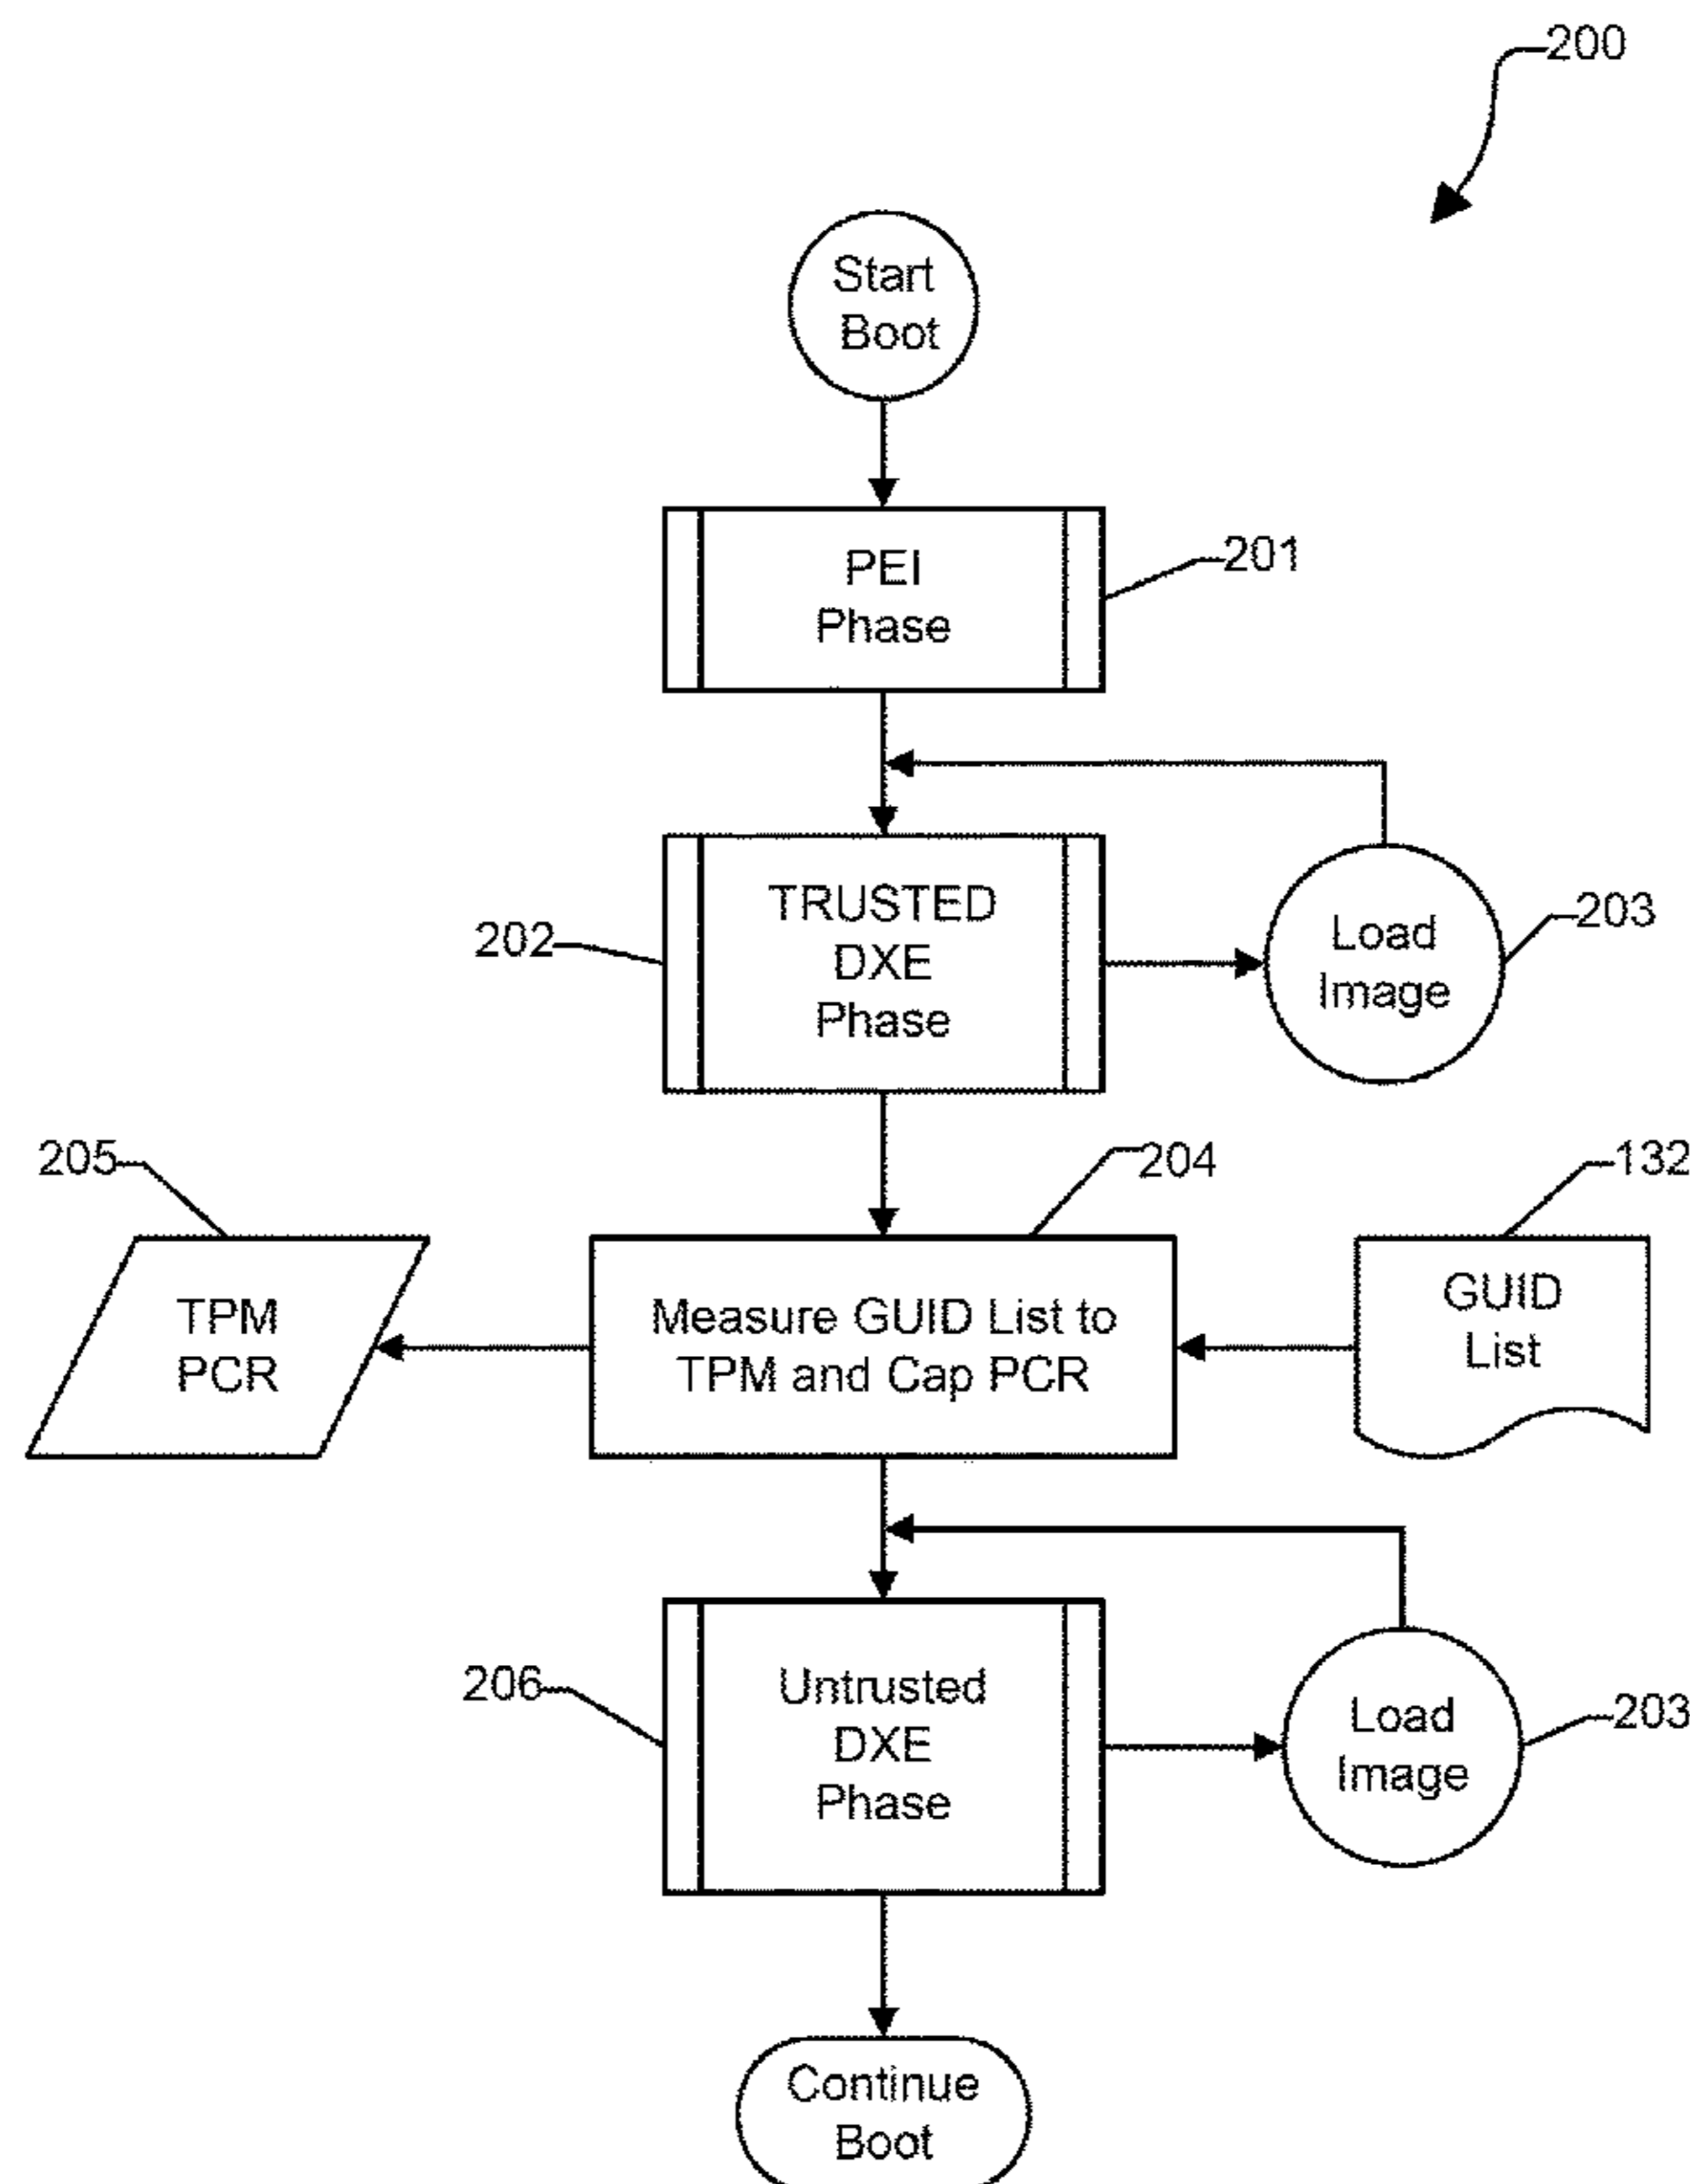 200
Start
Boot
PEI
Phase
201
TRUSTED
DXE
Phase
202
Load
Image
203
205
204
132
TPM
PCR
Measure GUID List to
TPM and Cap PCR
GUID
List
206
Untrusted
DXE
Phase
Load
Image
203
Continue
Boot